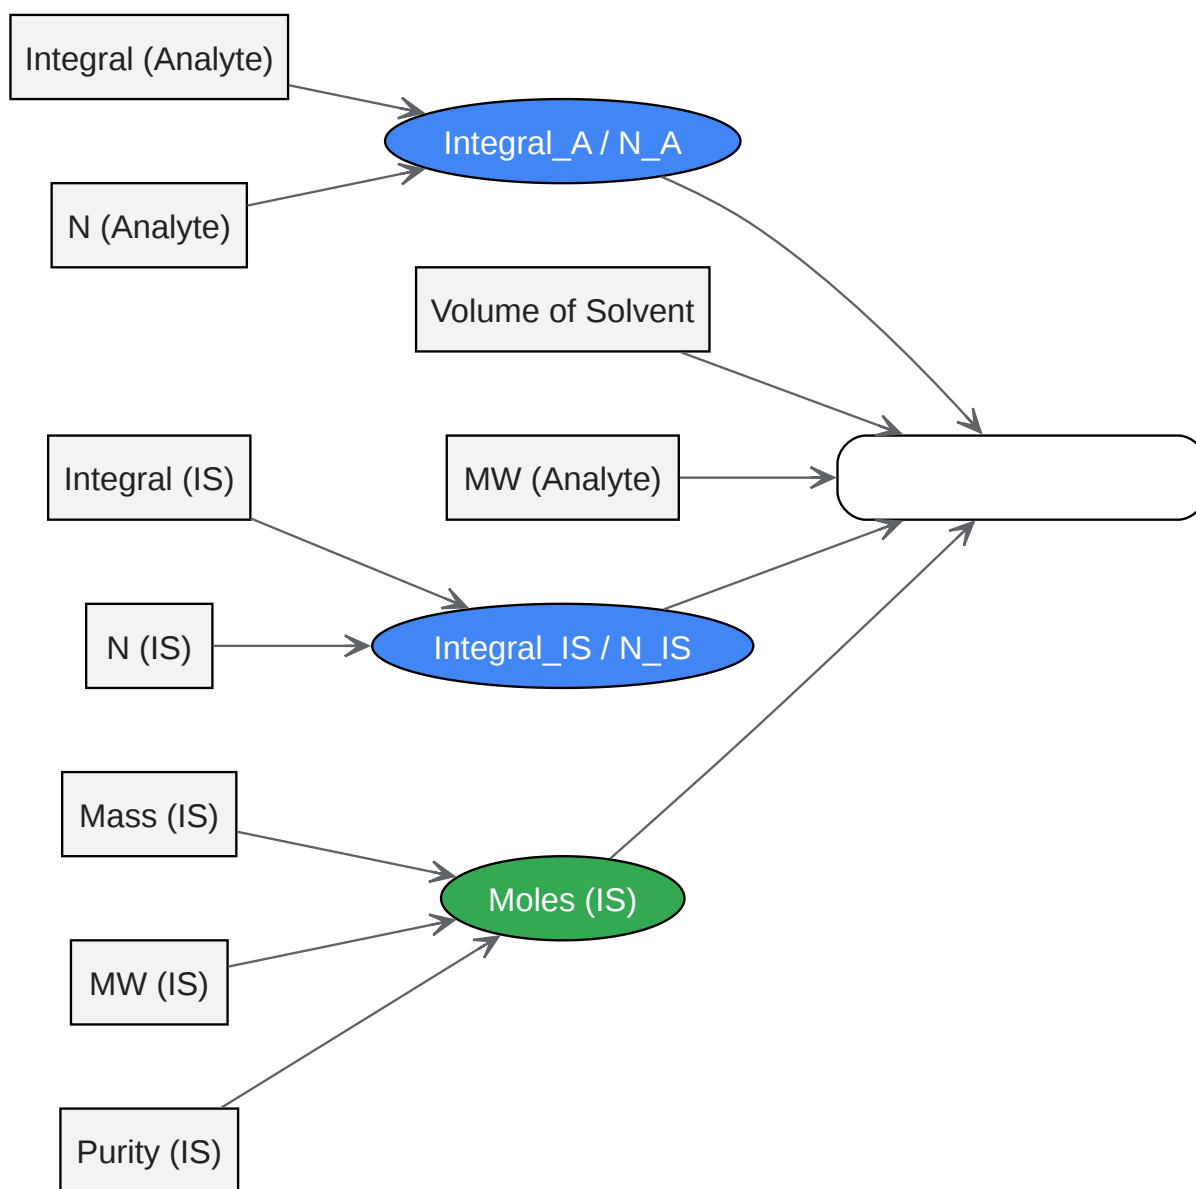 Integral (Analyte)
Integral_A / N_A
N (Analyte)
Volume of Solvent
Integral (IS)
MW (Analyte)
N (IS)
Integral_IS / N_IS
Mass (IS)
Moles (IS)
MW (IS)
Purity (IS)